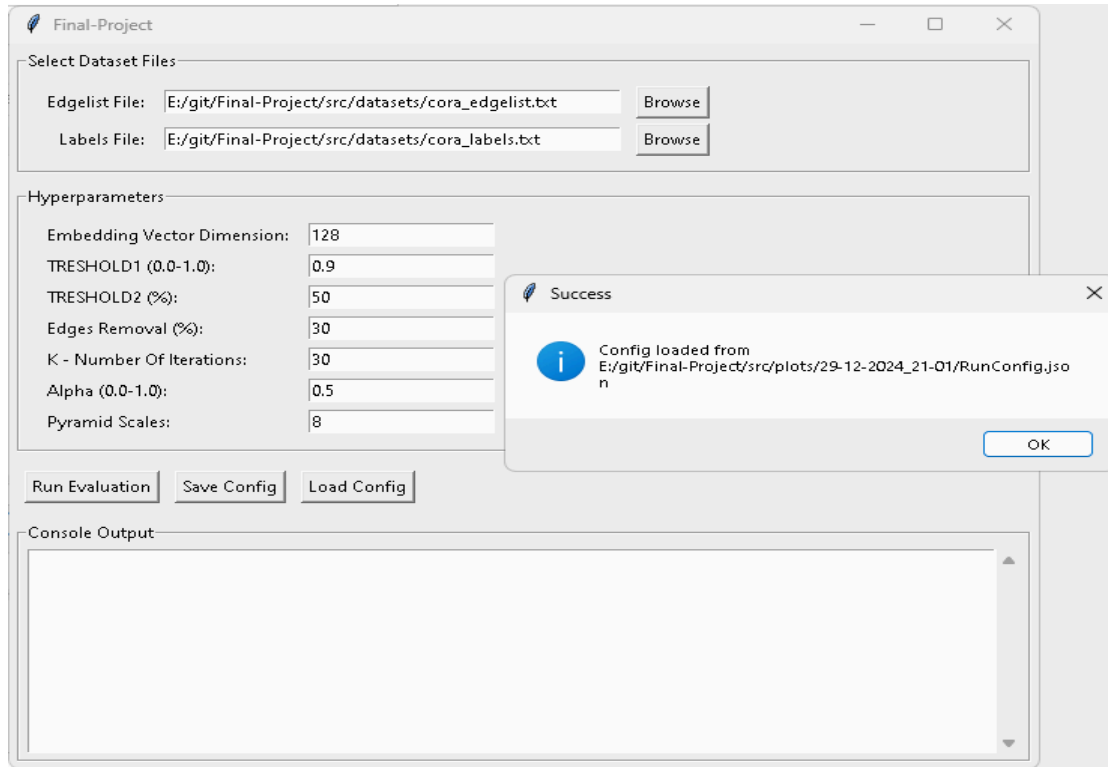 Final-Project
Select Dataset Files
Edgelist File: E:/git/Final-Project/src/datasets/cora_edgelist.txt Browse
Labels File: E:/git/Final-Project/src/datasets/cora_labels.txt Browse
Hyperparameters
Embedding Vector Dimension: 128
TRESHOLD1 (0.0-1.0): 0.9
TRESHOLD2 (%): 50
Edges Removal (%): 30
K - Number Of Iterations: 30
Alpha (0.0-1.0): 0.5
Pyramid Scales: 8
Success
Config loaded from
E:/git/Final-Project/src/plots/29-12-2024_21-01/RunConfig.jso
n
OK
Run Evaluation Save Config Load Config
Console Output